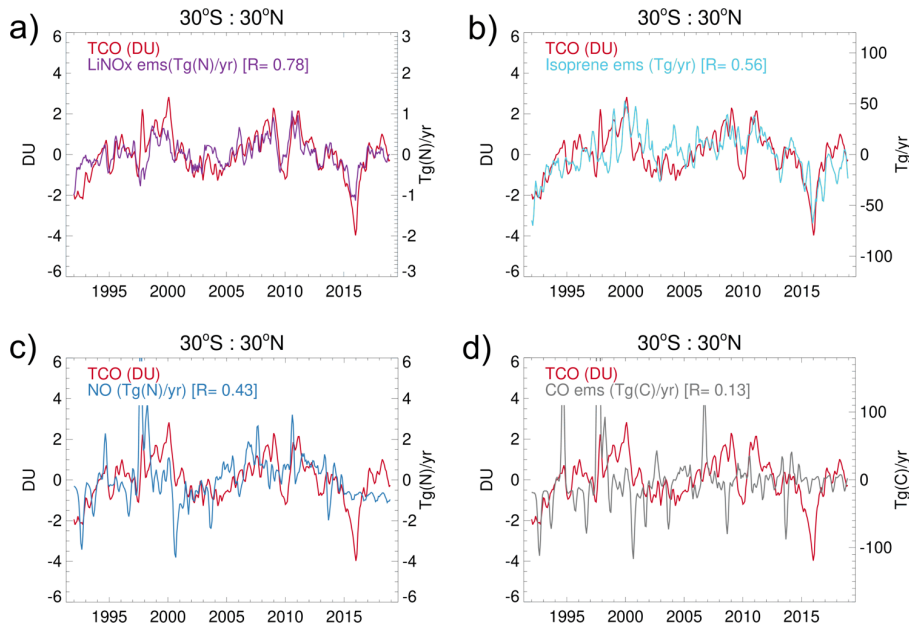 a)
30°S : 30°N
TCO (DU)
LiNOx ems(Tg(N)/yr) [R= 0.78]
6
4
2
0
-2
-4
-6
DU
3
2
1
0
-1
-2
-3
Tg(N)/yr
1995 2000 2005 2010 2015
b)
30°S : 30°N
TCO (DU)
Isoprene ems (Tg/yr) [R= 0.56]
6
4
2
0
-2
-4
-6
DU
100
50
0
-50
-100
Tg/yr
1995 2000 2005 2010 2015
c)
30°S : 30°N
TCO (DU)
NO (Tg(N)/yr) [R= 0.43]
6
4
2
0
-2
-4
-6
DU
6
4
2
0
-2
-4
-6
Tg(N)/yr
1995 2000 2005 2010 2015
d)
30°S : 30°N
TCO (DU)
CO ems (Tg(C)/yr) [R= 0.13]
6
4
2
0
-2
-4
-6
DU
100
0
-100
Tg(C)/yr
1995 2000 2005 2010 2015